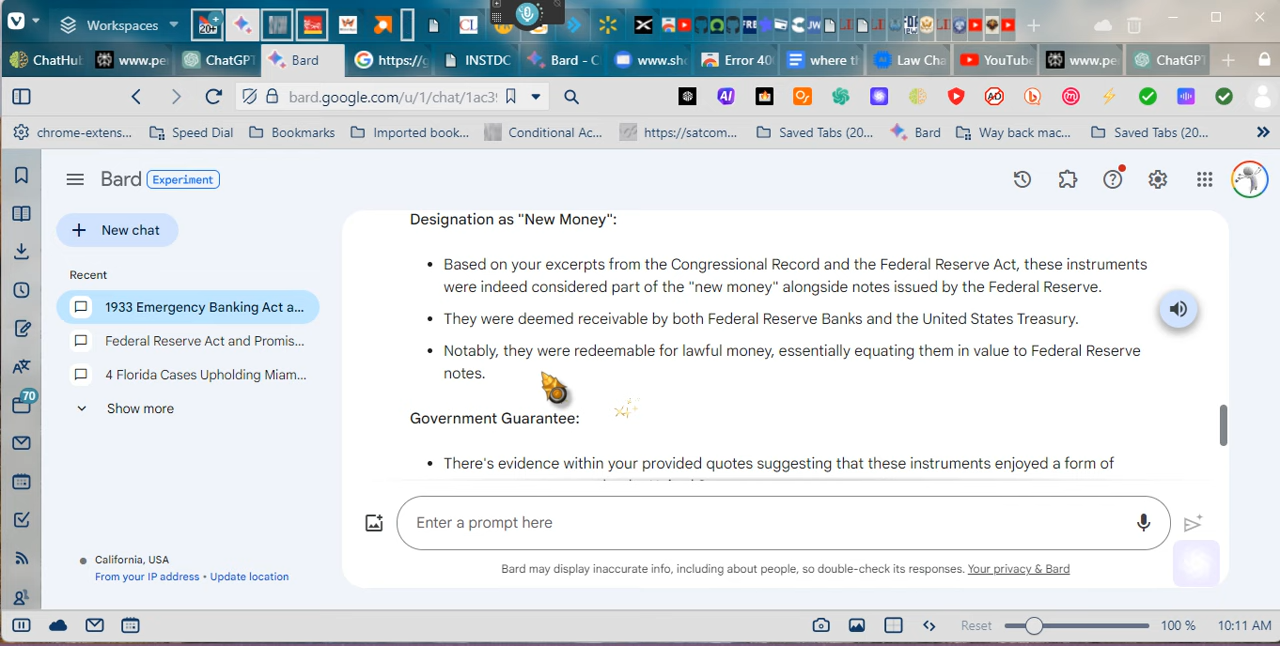 Workspaces
20+
CI
FRE
JW
ChatHu
www.pe
ChatGPT
Bard
https://g
INSTDC
Bard - C
www.sho
Error 40
where th
Law Cha
YouTube
www.pe
ChatGP
bard.google.com/u/1/chat/1ac3
chrome-extens...
Speed Dial
Bookmarks
Imported book...
Conditional Ac...
https://satcom...
Saved Tabs (20...
Bard
Way back mac...
Saved Tabs (20...
Bard
Experiment
New chat
Recent
1933 Emergency Banking Act a...
Federal Reserve Act and Promis...
4 Florida Cases Upholding Miam...
Show more
70
California, USA
From your IP address • Update location
Designation as "New Money":
• Based on your excerpts from the Congressional Record and the Federal Reserve Act, these instruments
were indeed considered part of the "new money" alongside notes issued by the Federal Reserve.
• They were deemed receivable by both Federal Reserve Banks and the United States Treasury.
• Notably, they were redeemable for lawful money, essentially equating them in value to Federal Reserve
notes.
Government Guarantee:
• There's evidence within your provided quotes suggesting that these instruments enjoyed a form of
Enter a prompt here
Bard may display inaccurate info, including about people, so double-check its responses. Your privacy & Bard
Reset
100 %
10:11 AM